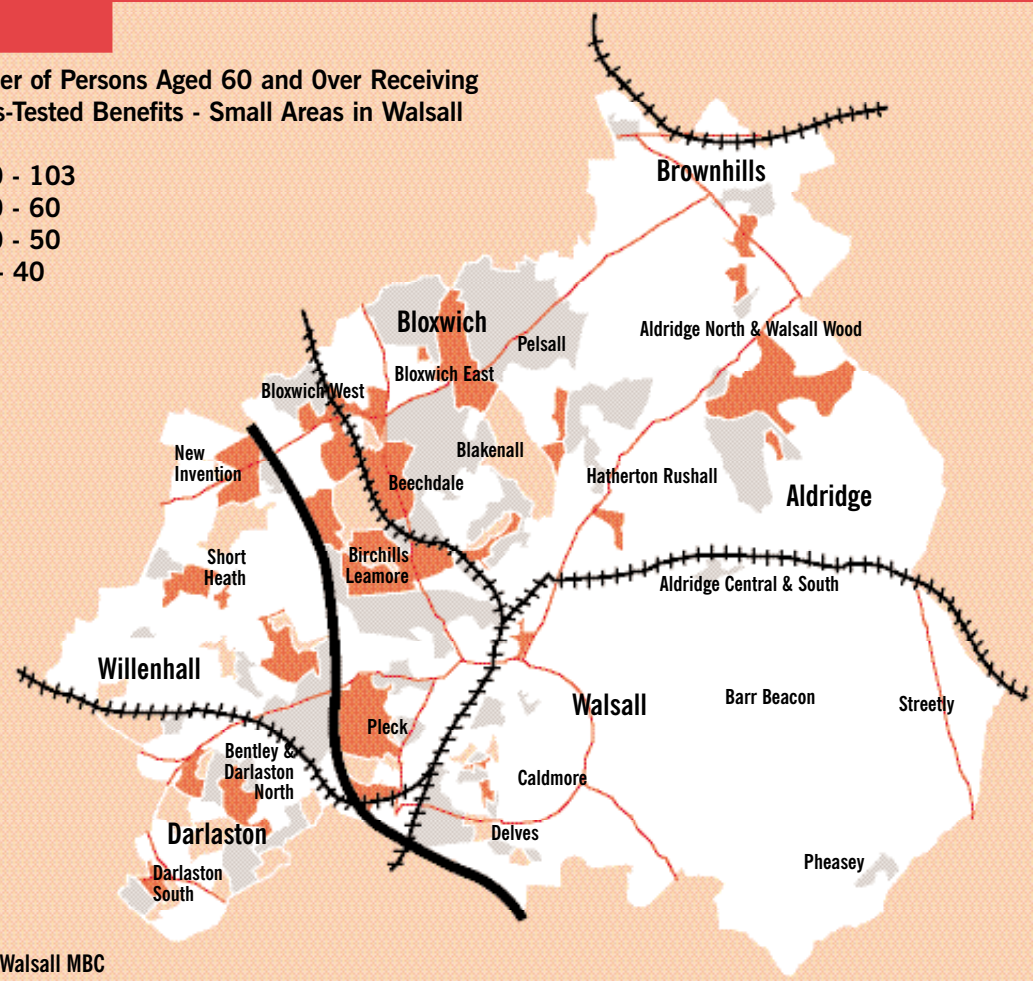 er of Persons Aged 60 and Over Receiving
s-Tested Benefits - Small Areas in Walsall
0 - 103
0 - 60
0 - 50
- 40
Brownhills
Bloxwich
Aldridge North & Walsall Wood
Pelsall
Bloxwich East
Bloxwich West
New
Invention
Blakenall
Beechdale
Hatherton Rushall
Aldridge
Short
Heath
Birchills
Leamore
Aldridge Central & South
Willenhall
Walsall
Barr Beacon
Streetly
Pleck
Bentley &
Darlaston
North
Caldmore
Darlaston
Delves
Pheasey
Darlaston
South
Walsall MBC